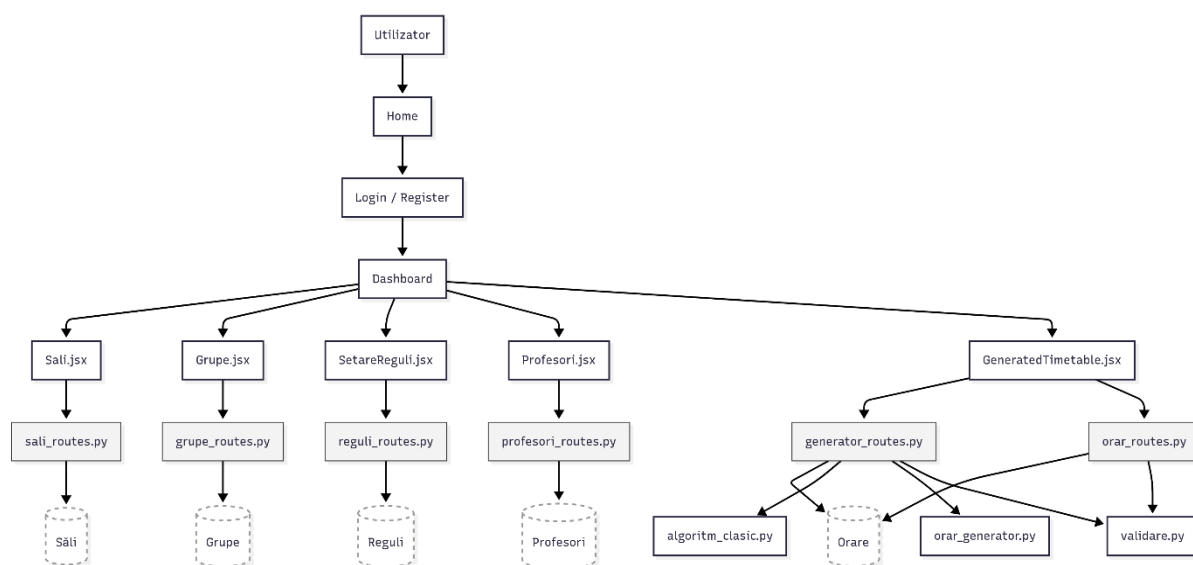 Utilizator
Home
Login / Register
Dashboard
Sali.jsx
Grupe.jsx
SetareReguli.jsx
Profesori.jsx
GeneratedTimetable.jsx
sali_routes.py
grupe_routes.py
reguli_routes.py
profesori_routes.py
generator_routes.py
orar_routes.py
Săli
Grupe
Reguli
Profesori
algoritm_clasic.py
Orare
orar_generator.py
validare.py